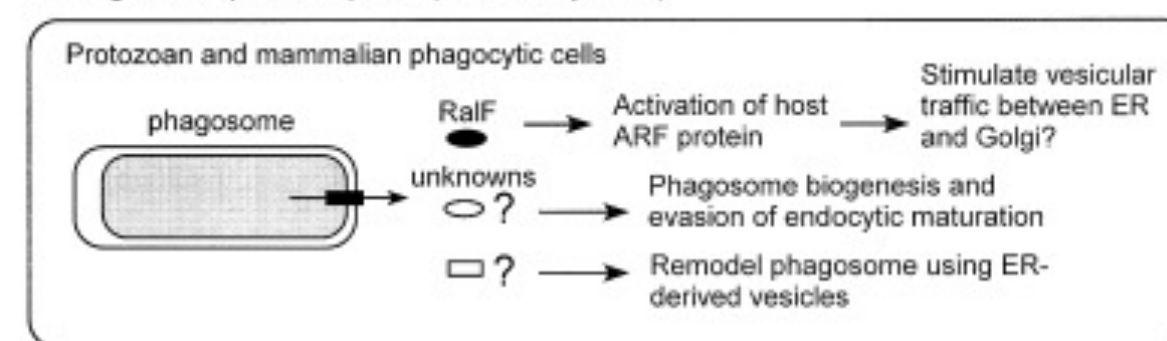 Protozoan and mammalian phagocytic cells
phagosome
RalF
Activation of host
ARF protein
Stimulate vesicular
traffic between ER
and Golgi?
unknowns
?
Phagosome biogenesis and
evasion of endocytic maturation
?
Remodel phagosome using ER-
derived vesicles